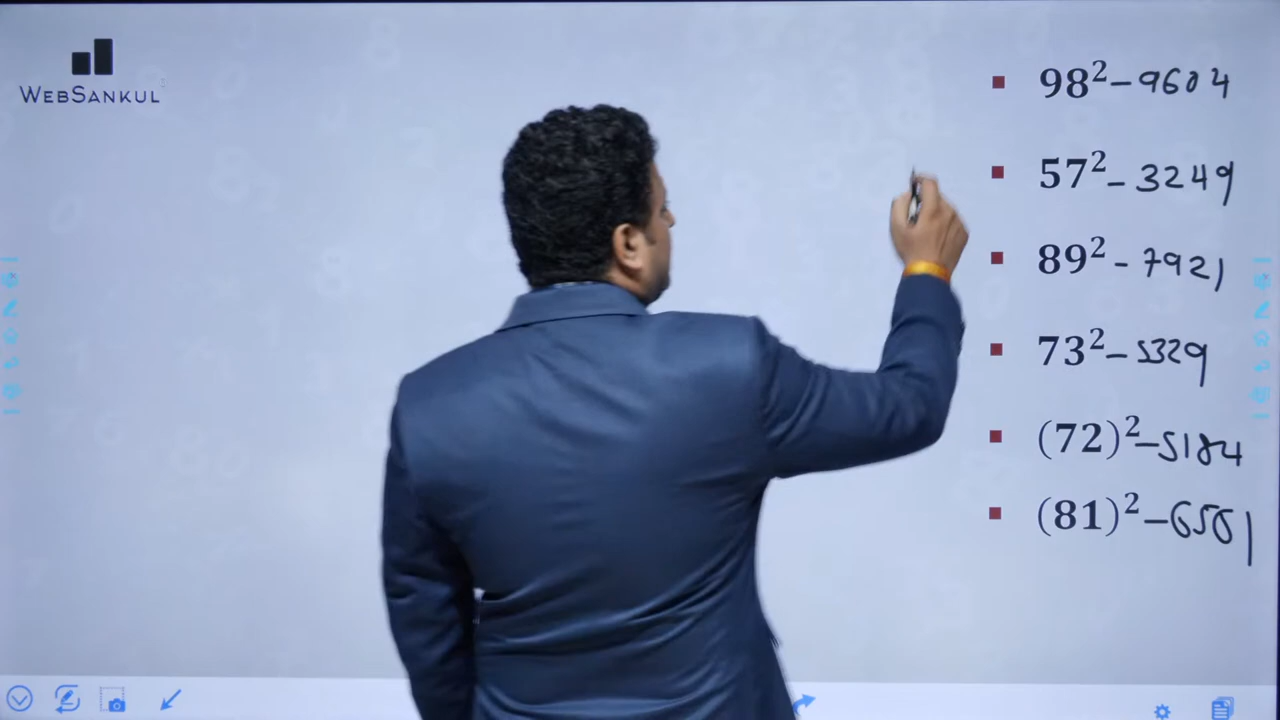 WEBSANKUL
▪ 98² – 9604
▪ 57² – 3249
▪ 89² – 7921
▪ 73² – 5329
▪ (72)² – 5184
▪ (81)² – 6561